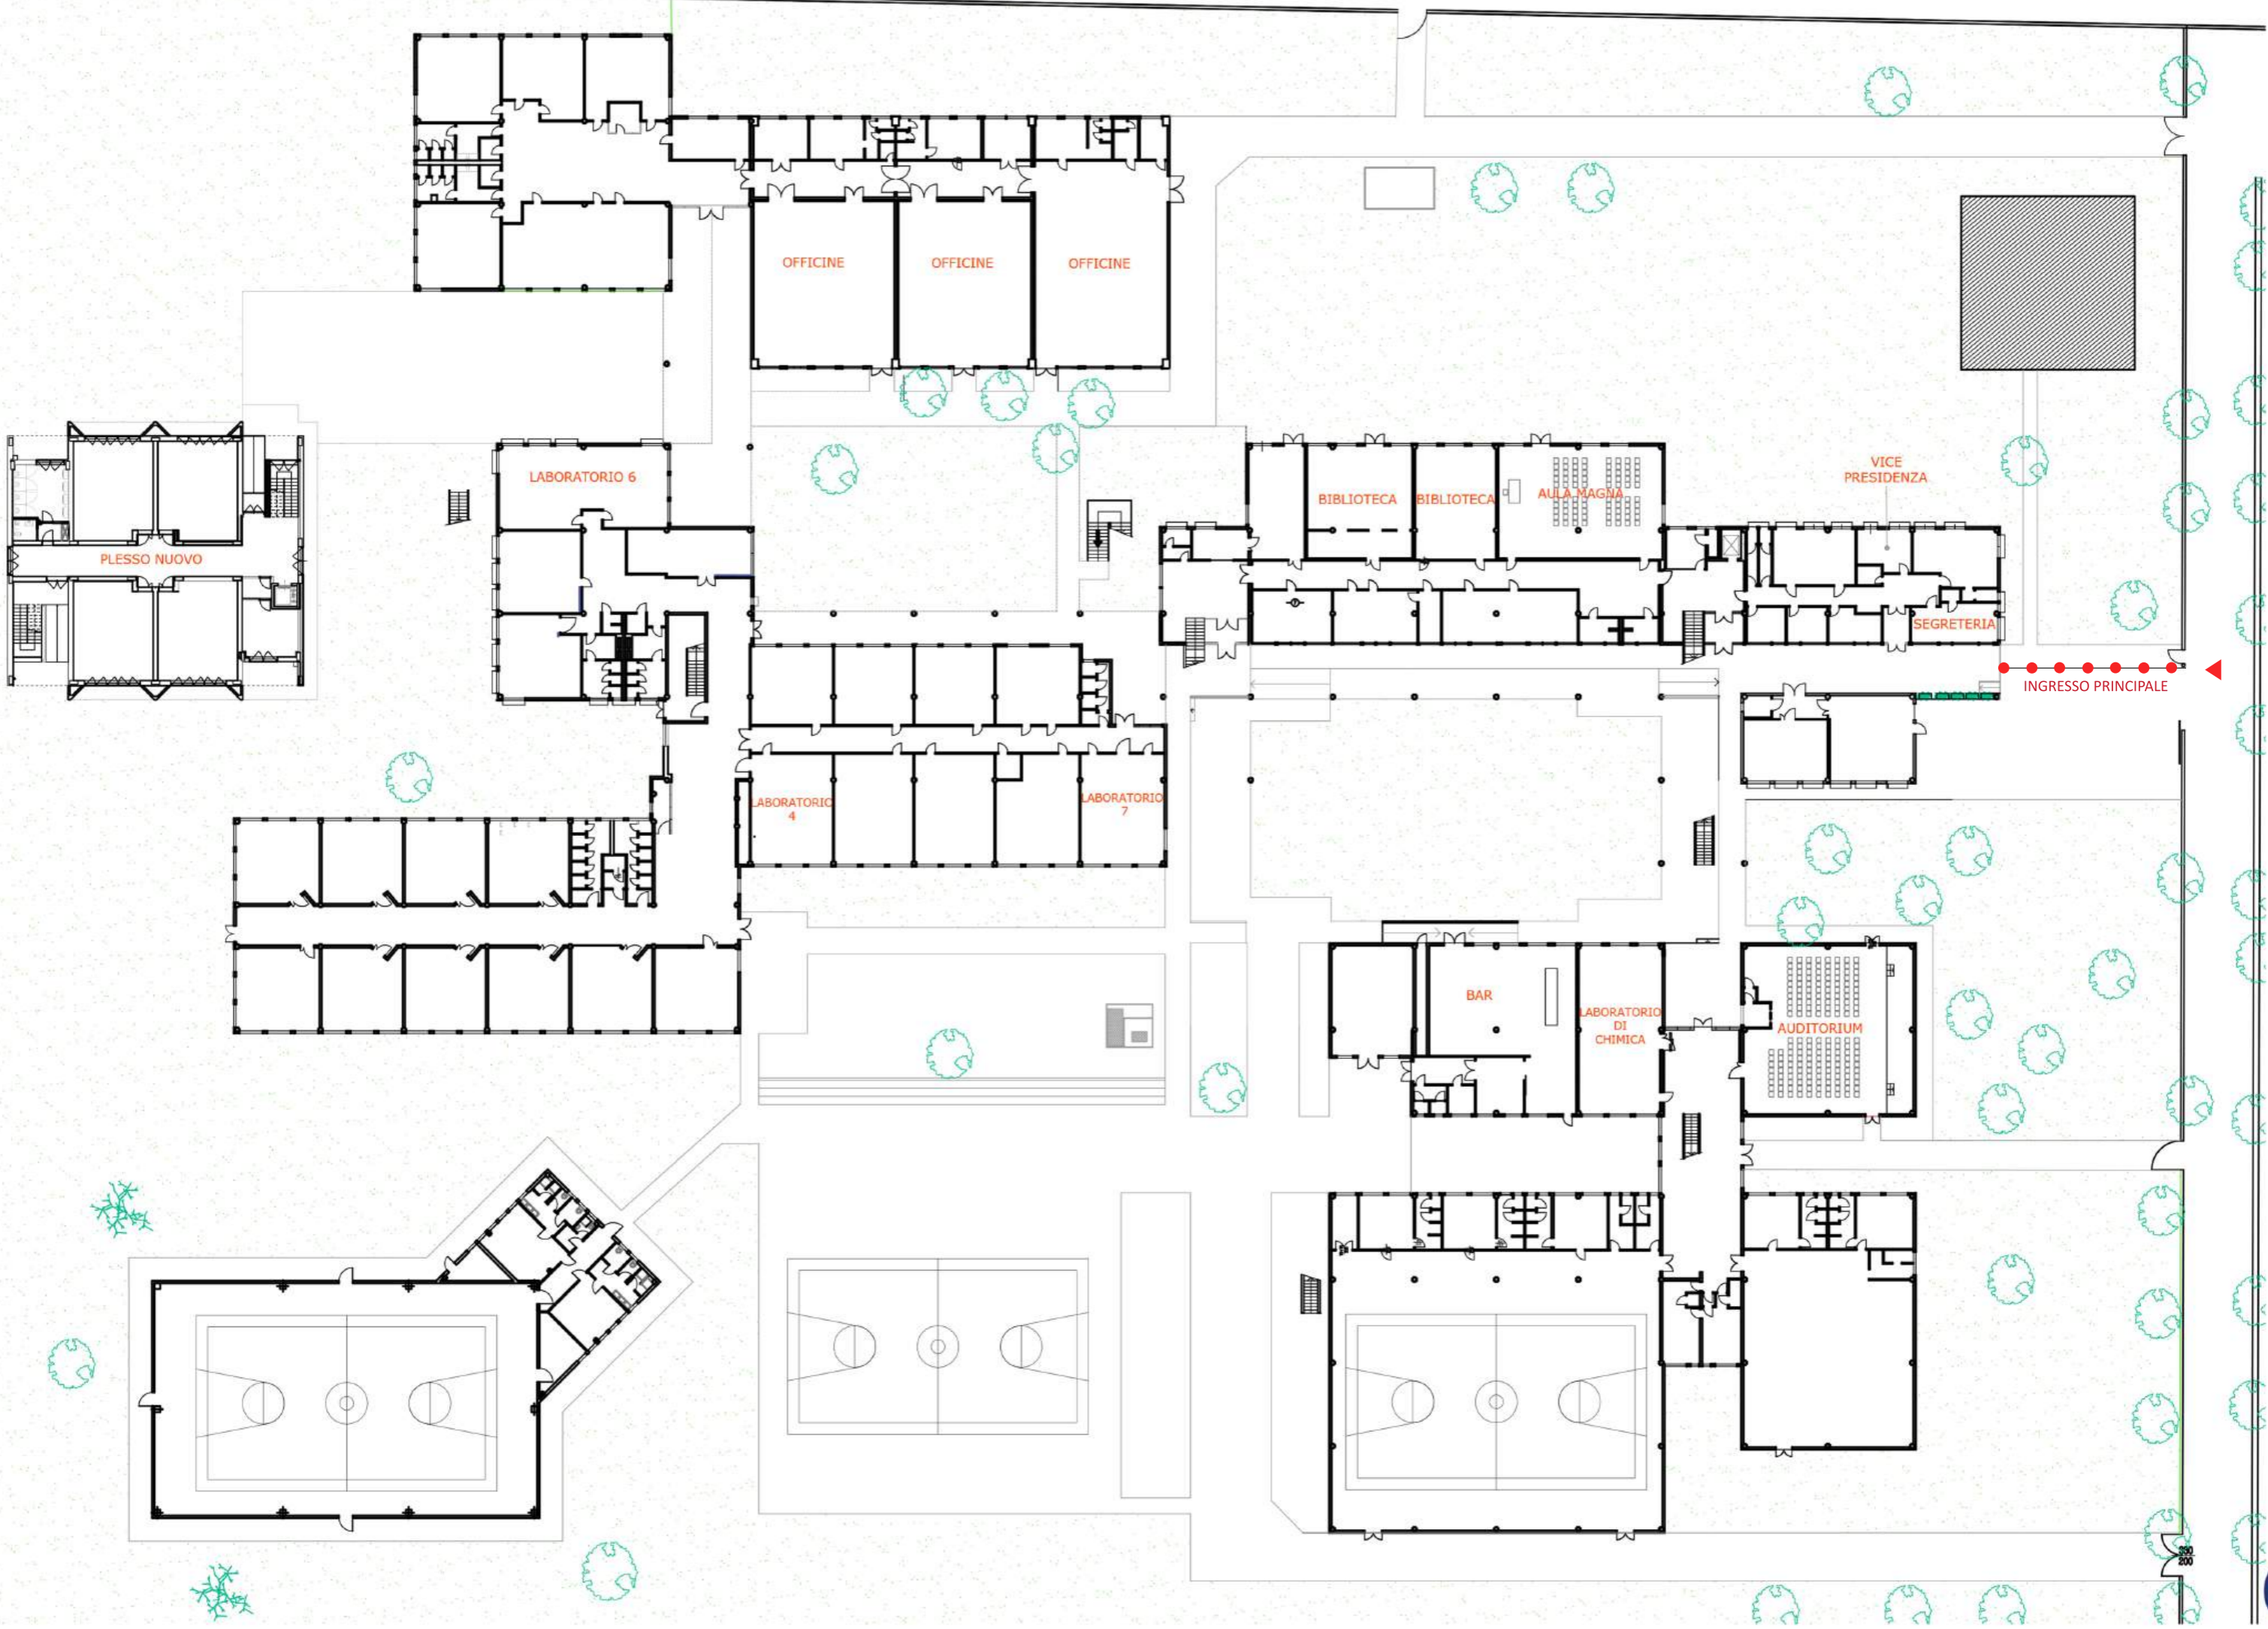 OFFICINE
OFFICINE
OFFICINE
LABORATORIO 6
BIBLIOTECA
BIBLIOTECA
AULA MAGNA
VICE
PRESIDENZA
PLESSO NUOVO
SEGRETERIA
INGRESSO PRINCIPALE
LABORATORIO
4
LABORATORIO
7
BAR
LABORATORIO
DI
CHIMICA
AUDITORIUM
200